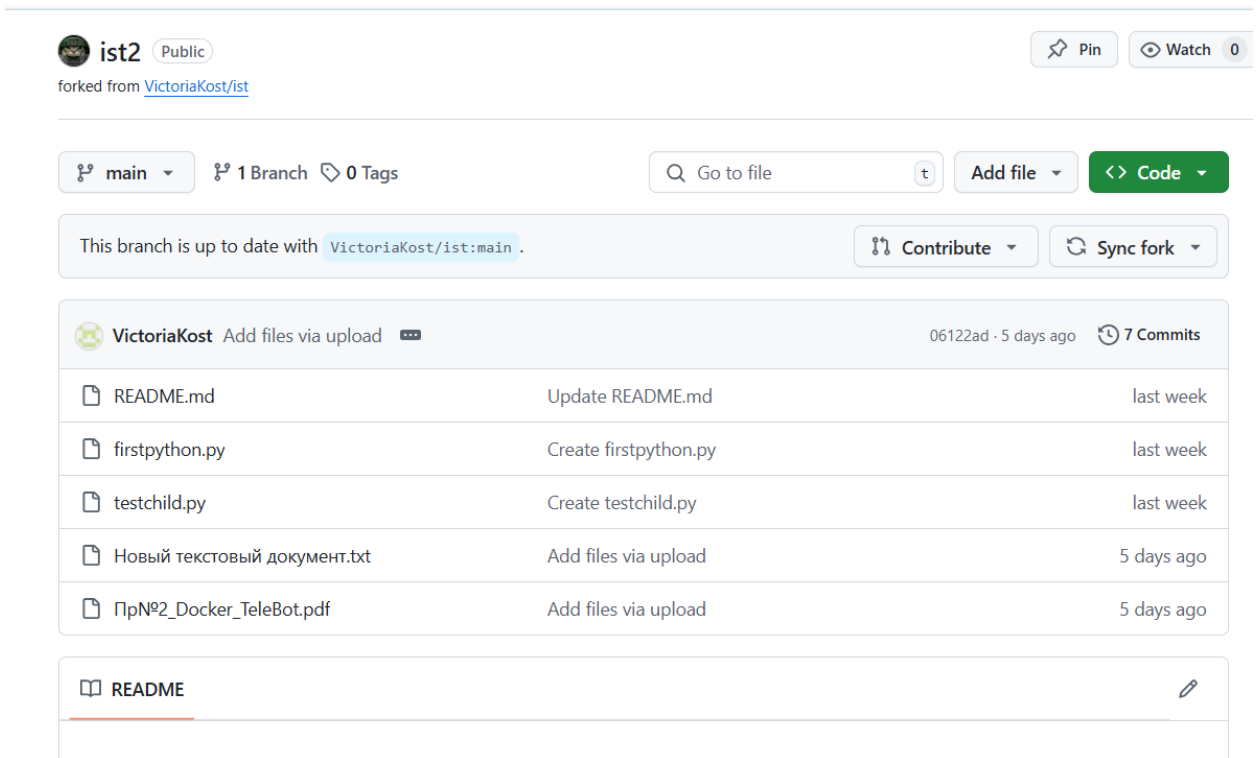 ist2 Public Pin Watch 0
forked from VictoriaKost/ist
main 1 Branch 0 Tags Go to file t Add file Code
This branch is up to date with VictoriaKost/ist:main . Contribute Sync fork
VictoriaKost Add files via upload 06122ad · 5 days ago 7 Commits
README.md Update README.md last week
firstpython.py Create firstpython.py last week
testchild.py Create testchild.py last week
Новый текстовый документ.txt Add files via upload 5 days ago
Пр№2_Docker_TeleBot.pdf Add files via upload 5 days ago
README